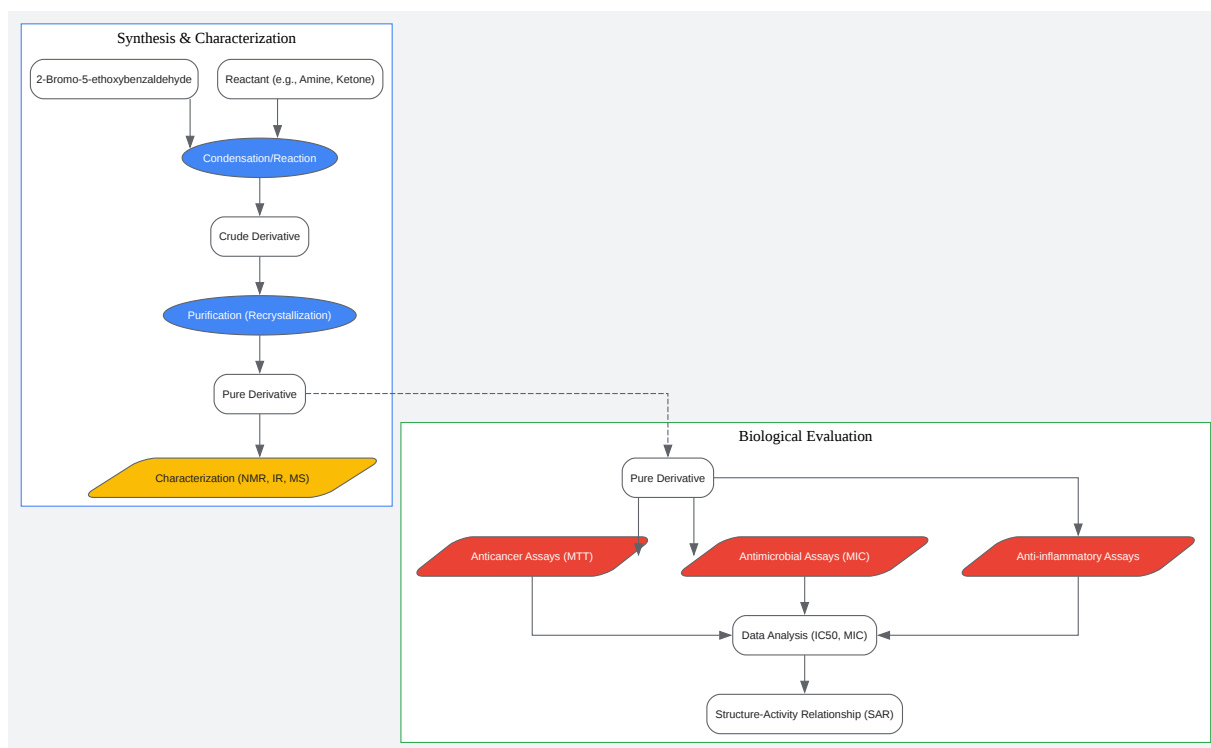 Synthesis & Characterization
2-Bromo-5-ethoxybenzaldehyde
Reactant (e.g., Amine, Ketone)
Condensation/Reaction
Crude Derivative
Purification (Recrystallization)
Pure Derivative
Characterization (NMR, IR, MS)
Biological Evaluation
Pure Derivative
Anticancer Assays (MTT)
Antimicrobial Assays (MIC)
Anti-inflammatory Assays
Data Analysis (IC50, MIC)
Structure-Activity Relationship (SAR)